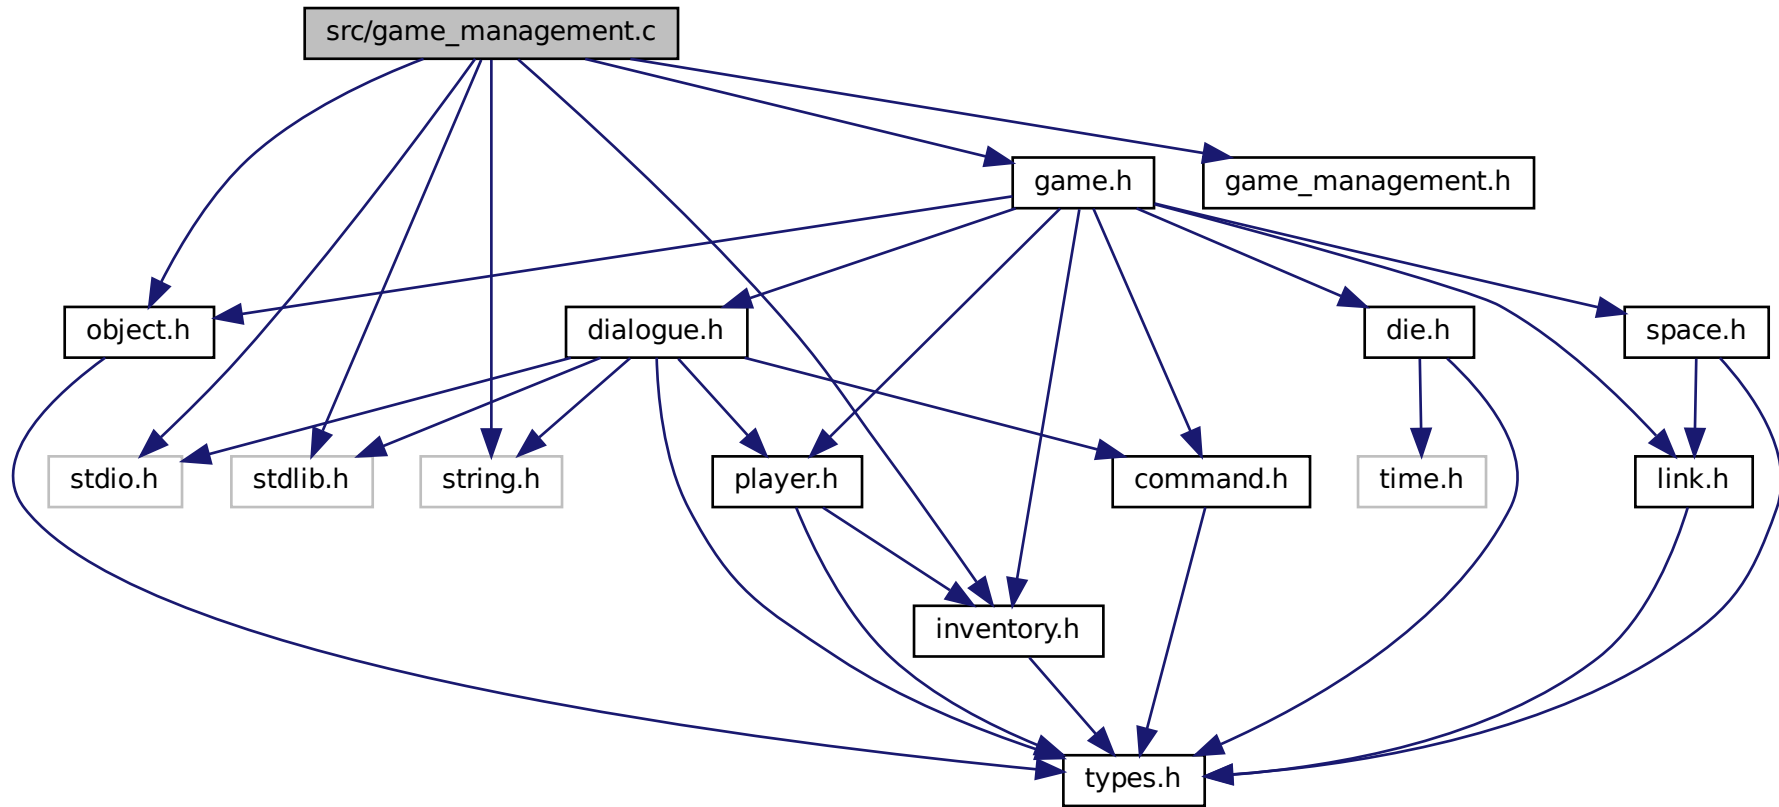 src/game_management.c
game.h
game_management.h
object.h
dialogue.h
die.h
space.h
stdio.h
stdlib.h
string.h
player.h
command.h
time.h
link.h
inventory.h
types.h